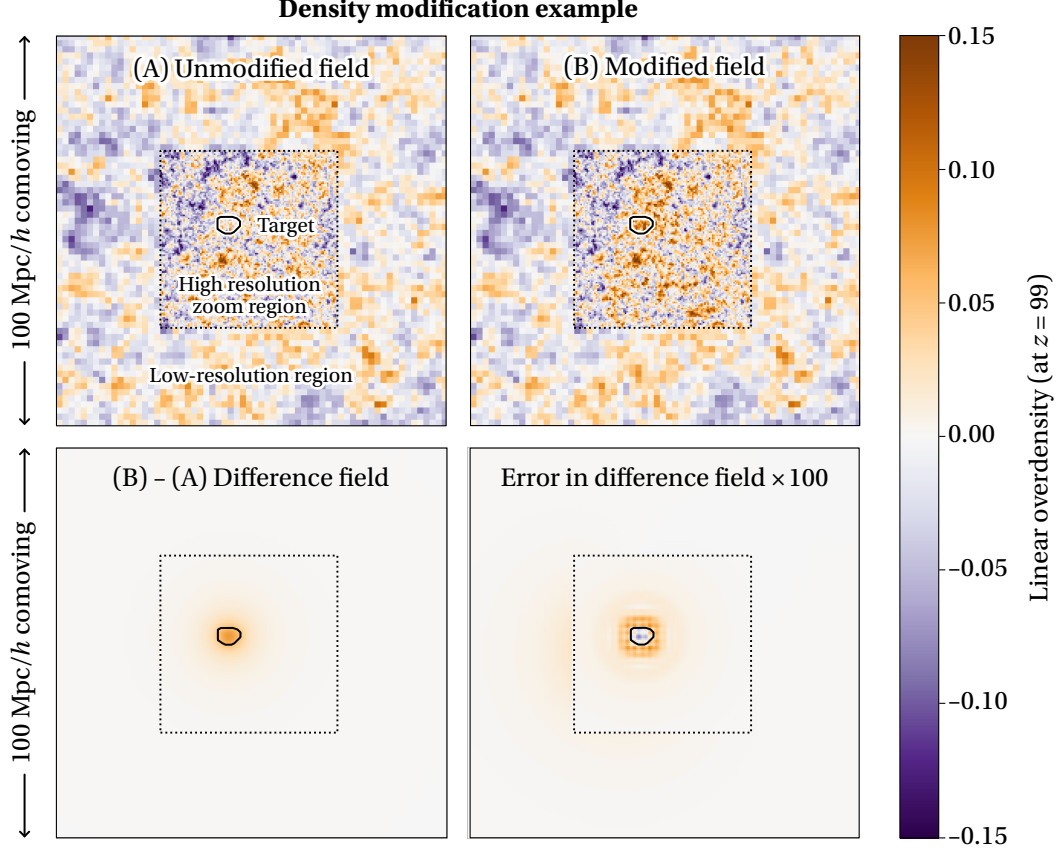 Density modification example
100 Mpc/h comoving
(A) Unmodified field
Target
High resolution
zoom region
Low-resolution region
(B) Modified field
100 Mpc/h comoving
(B) – (A) Difference field
Error in difference field ×100
0.15
0.10
0.05
0.00
−0.05
−0.10
−0.15
Linear overdensity (at z = 99)